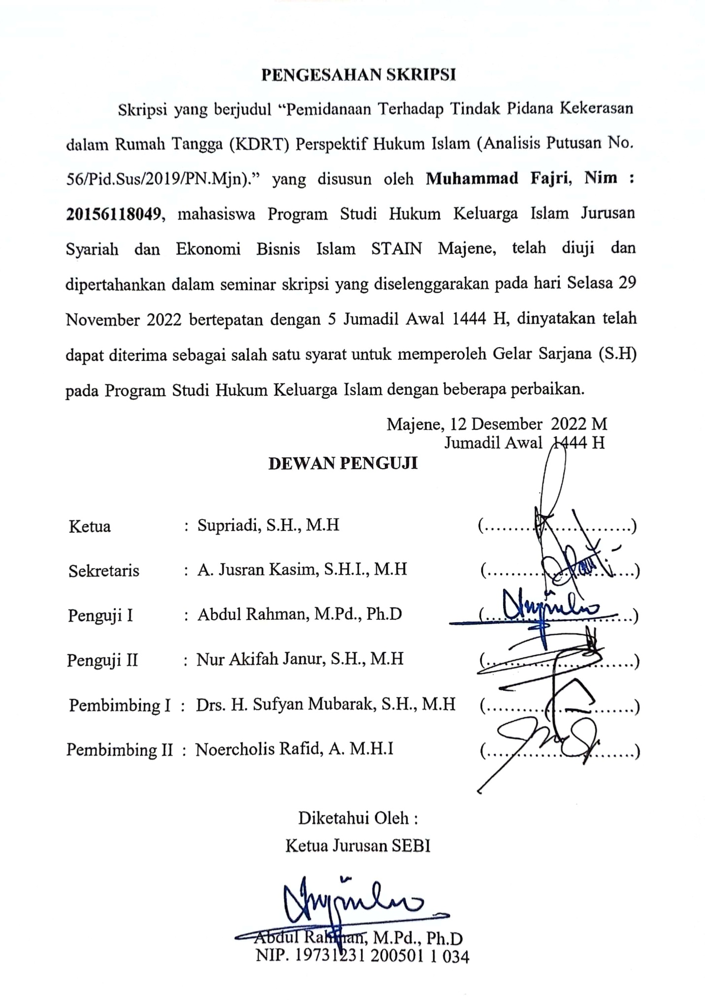 PENGESAHAN SKRIPSI
Skripsi yang berjudul “Pemidanaan Terhadap Tindak Pidana Kekerasan
dalam Rumah Tangga (KDRT) Perspektif Hukum Islam (Analisis Putusan No.
56/Pid.Sus/2019/PN.Mjn).” yang disusun oleh Muhammad Fajri, Nim :
20156118049, mahasiswa Program Studi Hukum Keluarga Islam Jurusan
Syariah dan Ekonomi Bisnis Islam STAIN Majene, telah diuji dan
dipertahankan dalam seminar skripsi yang diselenggarakan pada hari Selasa 29
November 2022 bertepatan dengan 5 Jumadil Awal 1444 H, dinyatakan telah
dapat diterima sebagai salah satu syarat untuk memperoleh Gelar Sarjana (S.H)
pada Program Studi Hukum Keluarga Islam dengan beberapa perbaikan.
Majene, 12 Desember 2022 M
Jumadil Awal 1444 H
DEWAN PENGUJI
Ketua : Supriadi, S.H., M.H (..............................)
Sekretaris : A. Jusran Kasim, S.H.I., M.H (..............................)
Penguji I : Abdul Rahman, M.Pd., Ph.D (..............................)
Penguji II : Nur Akifah Janur, S.H., M.H (..............................)
Pembimbing I : Drs. H. Sufyan Mubarak, S.H., M.H (..............................)
Pembimbing II : Noercholis Rafid, A. M.H.I (..............................)
Diketahui Oleh :
Ketua Jurusan SEBI
Abdul Rahman, M.Pd., Ph.D
NIP. 19731231 200501 1 034